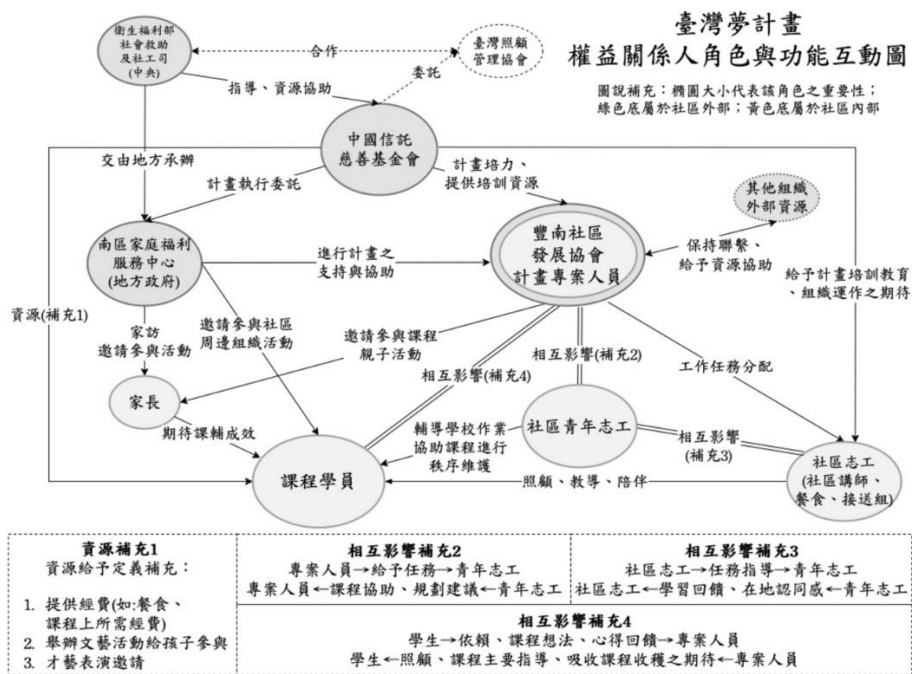 臺灣夢計畫
權益關係人角色與功能互動圖
圖說補充：橢圓大小代表該角色之重要性；
綠色底屬於社區外部；黃色底屬於社區內部
衛生福利部
社會救助
及社工司
(中央)
合作
臺灣照顧
管理協會
委託
指導、資源協助
中國信託
慈善基金會
交由地方承辦
計畫執行委託
計畫培力、
提供培訓資源
其他組織
外部資源
南區家庭福利
服務中心
(地方政府)
進行計畫之
支持與協助
豐南社區
發展協會
計畫專案人員
保持聯繫、
給予資源協助
給予計畫培訓教育
、組織運作之期待
資源(補充1)
家訪
邀請參與活動
邀請參與社區
周邊組織活動
邀請參與課程
親子活動
相互影響(補充4)
相互影響(補充2)
工作任務分配
家長
期待課輔成效
課程學員
輔導學校作業
協助課程進行
秩序維護
社區青年志工
相互影響
(補充3)
照顧、教導、陪伴
社區志工
(社區講師、
餐食、接送組)
資源補充1
資源給予定義補充：
1. 提供經費(如:餐食、
課程上所需經費)
2. 舉辦文藝活動給孩子參與
3. 才藝表演邀請
相互影響補充2
專案人員→給予任務→青年志工
專案人員←課程協助、規劃建議←青年志工
相互影響補充3
社區志工→任務指導→青年志工
社區志工←學習回饋、在地認同感←青年志工
相互影響補充4
學生→依賴、課程想法、心得回饋→專案人員
學生←照顧、課程主要指導、吸收課程收穫之期待←專案人員